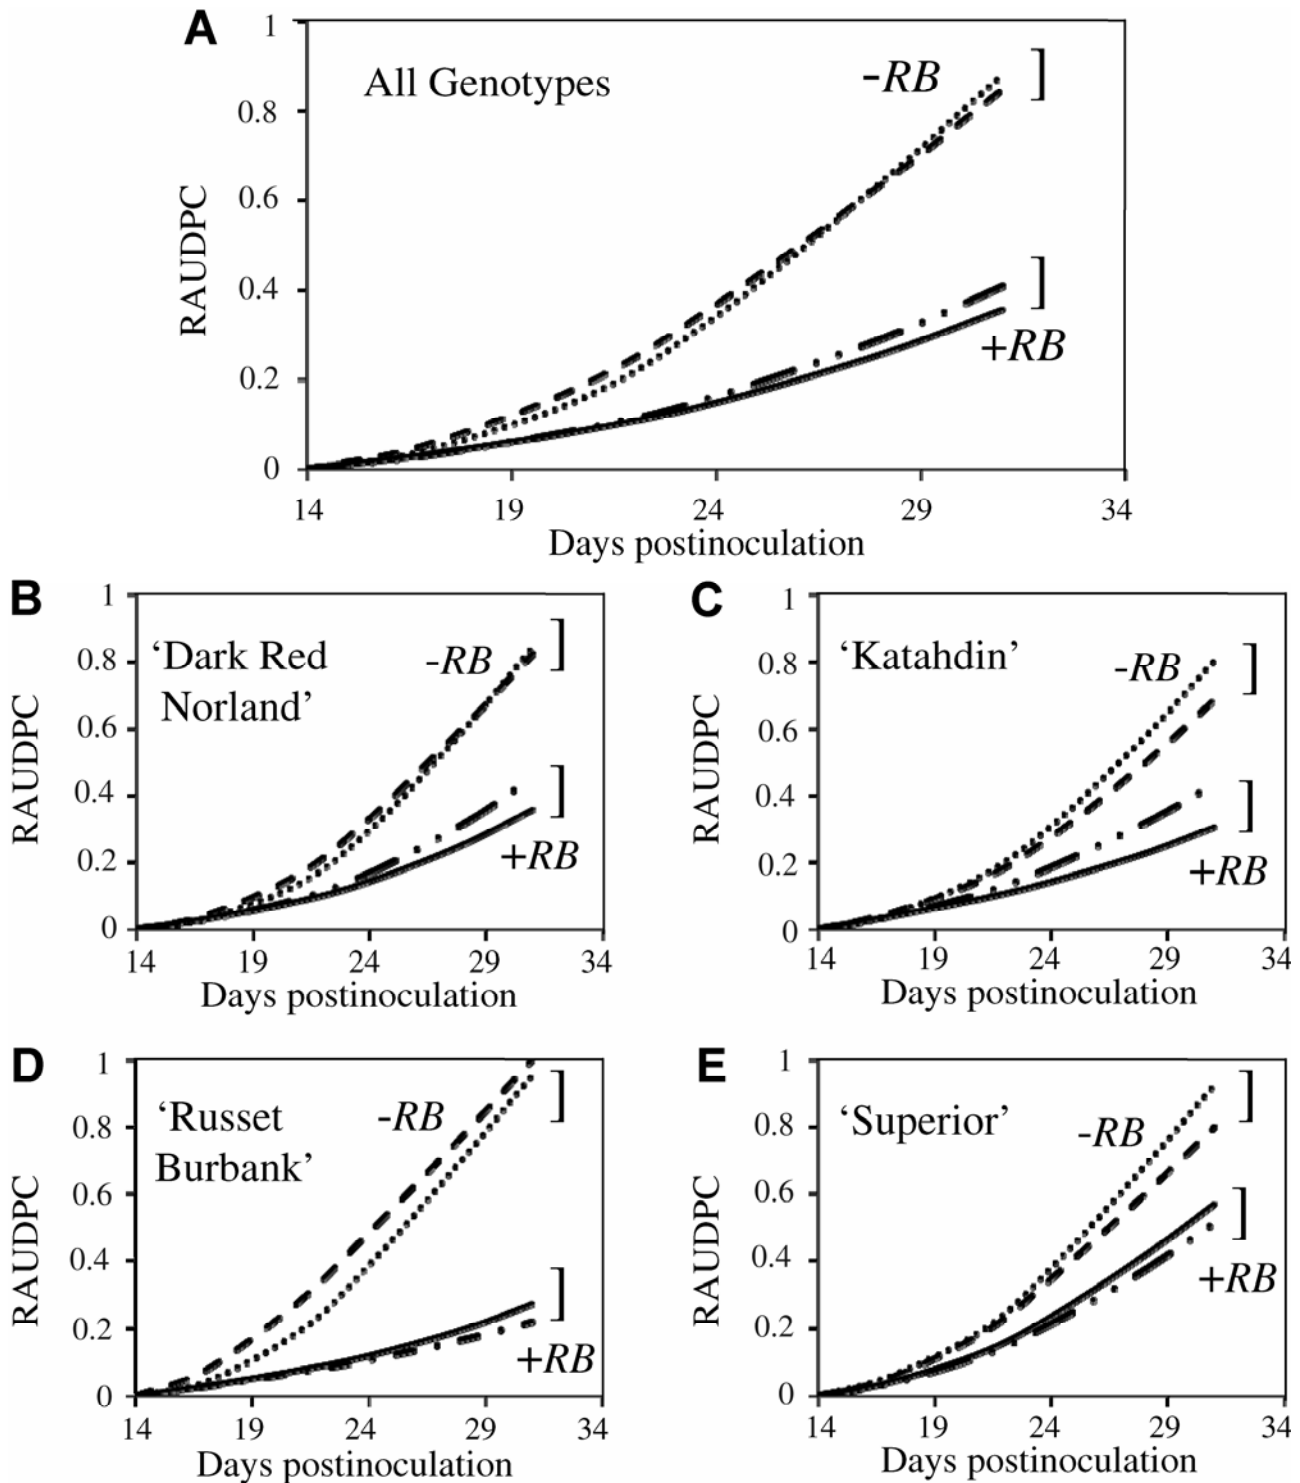 A
All Genotypes
-RB
+RB
RAUDPC
1
0.8
0.6
0.4
0.2
0
14 19 24 29 34
Days postinoculation
B
‘Dark Red
Norland’
-RB
+RB
RAUDPC
1
0.8
0.6
0.4
0.2
0
14 19 24 29 34
Days postinoculation
C
‘Katahdin’
-RB
+RB
RAUDPC
1
0.8
0.6
0.4
0.2
0
14 19 24 29 34
Days postinoculation
D
‘Russet
Burbank’
-RB
+RB
RAUDPC
1
0.8
0.6
0.4
0.2
0
14 19 24 29 34
Days postinoculation
E
‘Superior’
-RB
+RB
RAUDPC
1
0.8
0.6
0.4
0.2
0
14 19 24 29 34
Days postinoculation